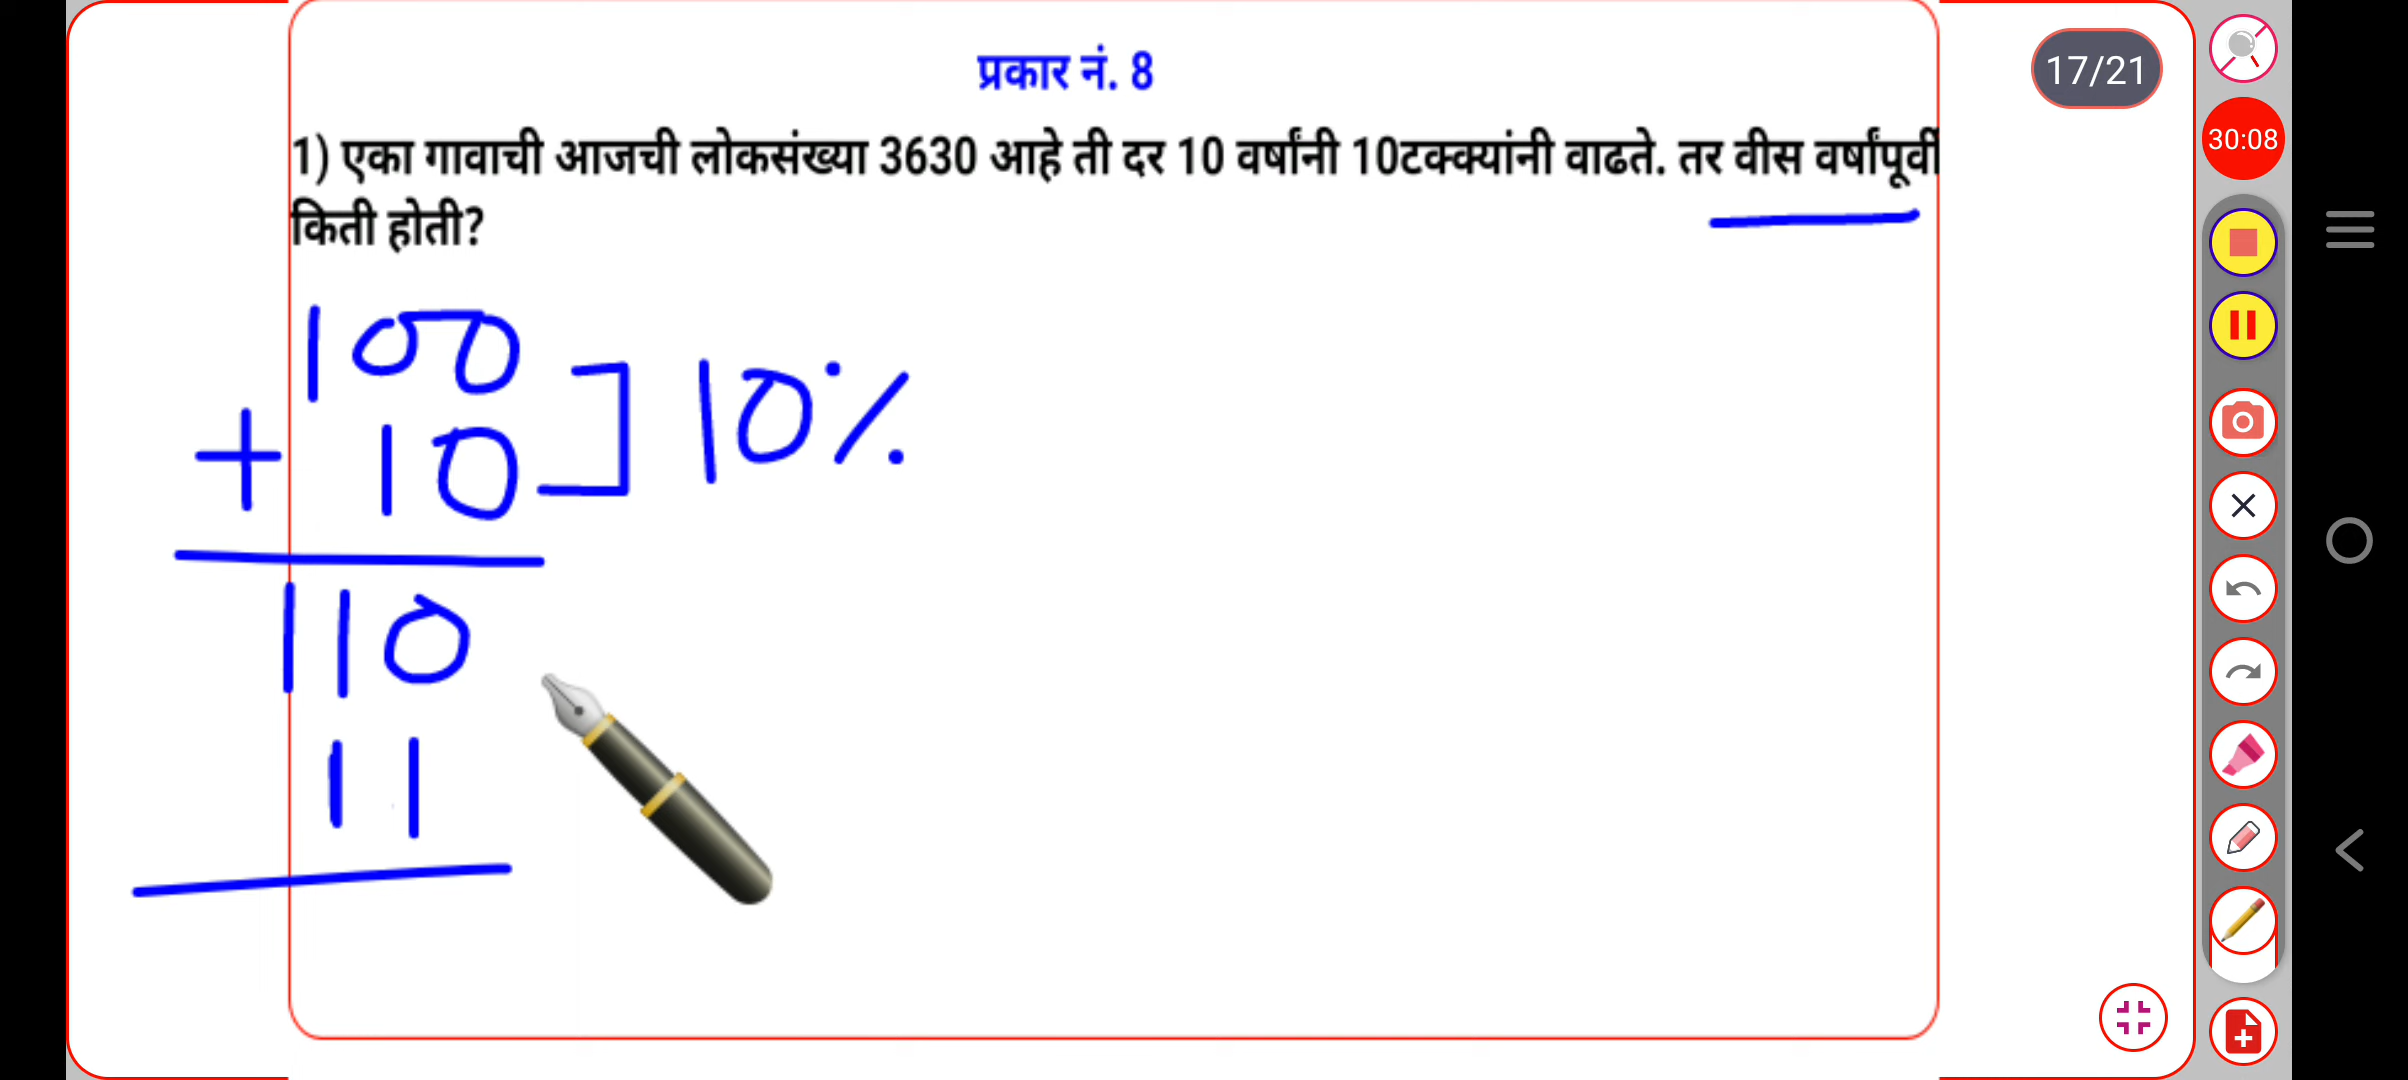 प्रकार नं. 8
17/21
30:08
1) एका गावाची आजची लोकसंख्या 3630 आहे ती दर 10 वर्षांनी 10टक्क्यांनी वाढते. तर वीस वर्षांपूर्वी
किती होती?
100
+ 10
10%
110
11